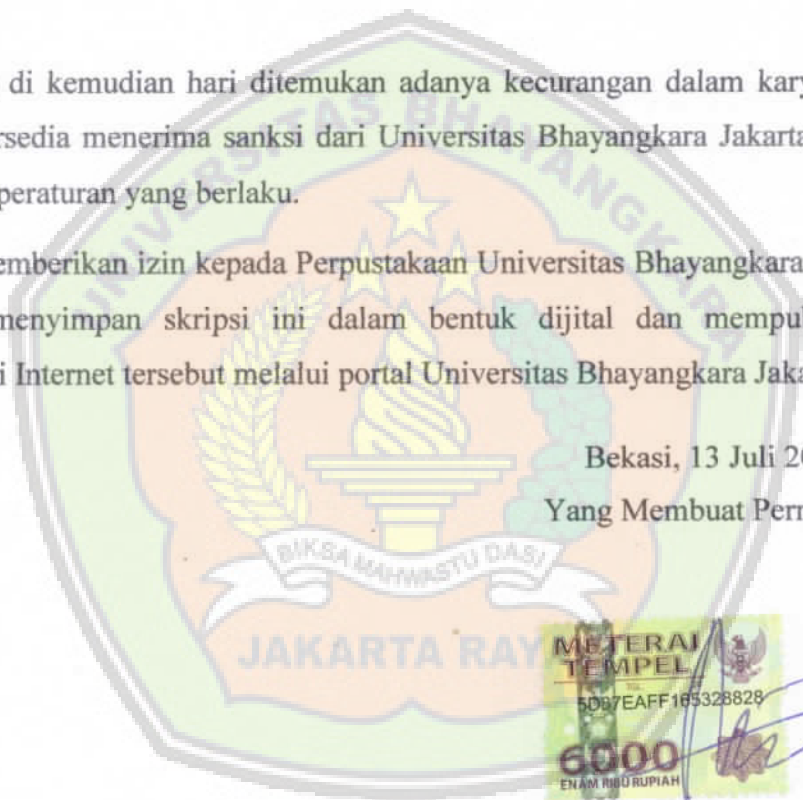 di kemudian hari ditemukan adanya kecurangan dalam kary
rsedia menerima sanksi dari Universitas Bhayangkara Jakarta
peraturan yang berlaku.
emberikan izin kepada Perpustakaan Universitas Bhayangkara
menyimpan skripsi ini dalam bentuk dijital dan mempul
i Internet tersebut melalui portal Universitas Bhayangkara Jaka
Bekasi, 13 Juli 20
Yang Membuat Pern
UNIVERSITAS BHAYANGKARA
BIKSA MAHWASTU DASI
JAKARTA RAYA
METERAI
TEMPEL
5D87EAFF165328828
6000
ENAM RIBU RUPIAH